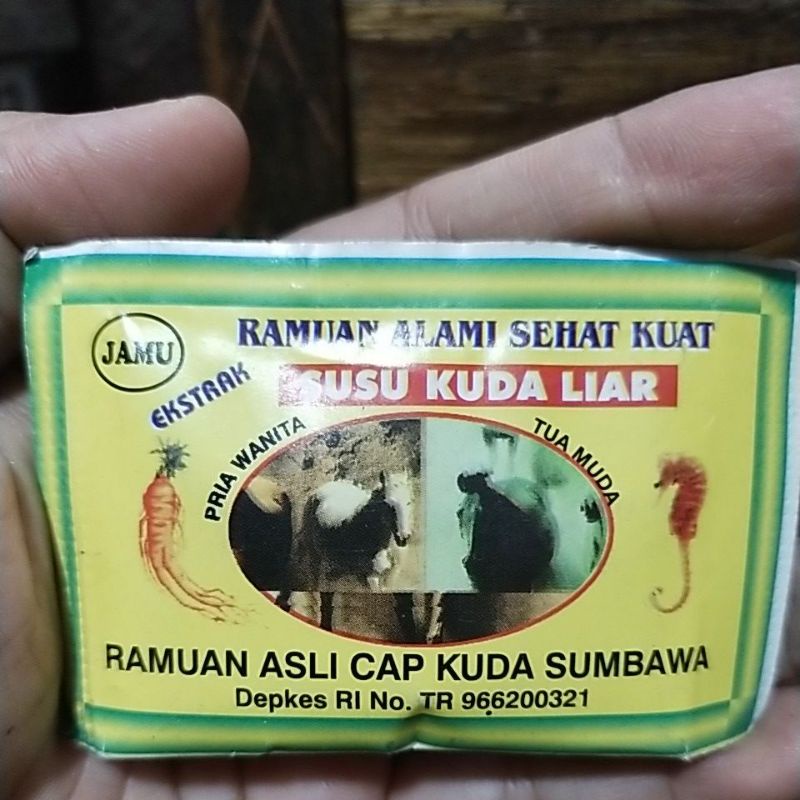 JAMU
RAMUAN ALAMI SEHAT KUAT
EKSTRAK
SUSU KUDA LIAR
PRIA WANITA
TUA MUDA
RAMUAN ASLI CAP KUDA SUMBAWA
Depkes RI No. TR 966200321